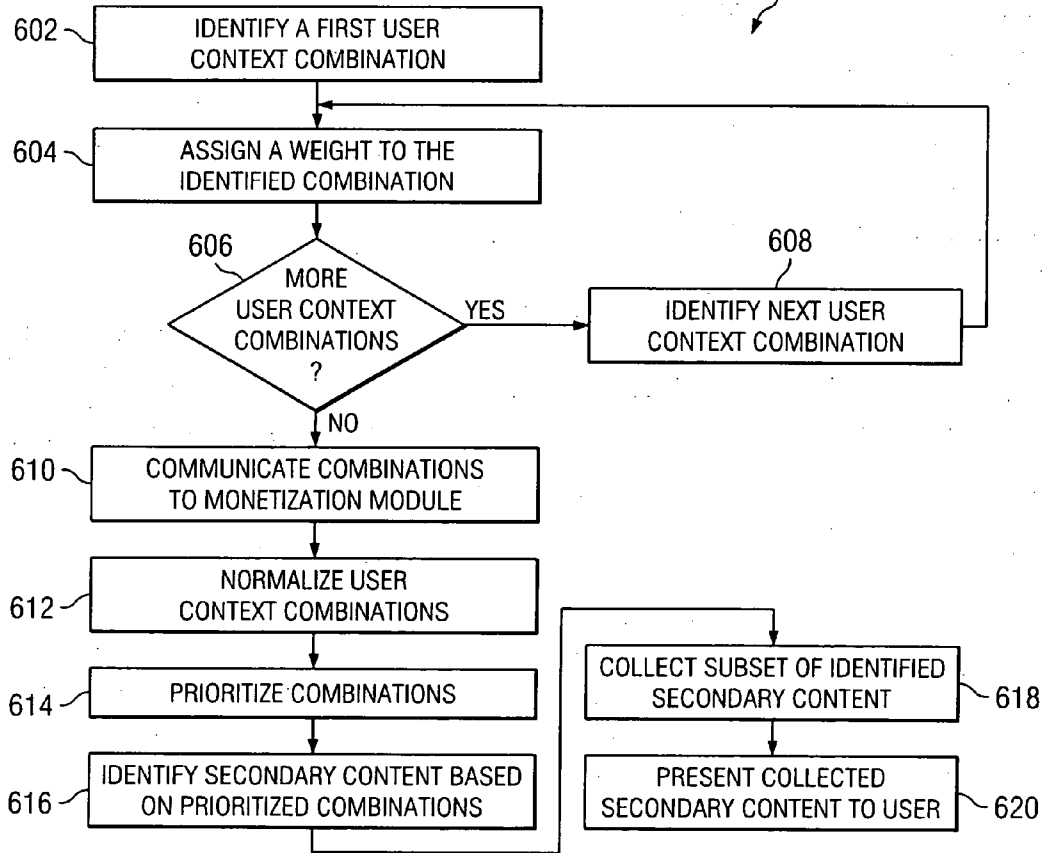 602
IDENTIFY A FIRST USER
CONTEXT COMBINATION
604
ASSIGN A WEIGHT TO THE
IDENTIFIED COMBINATION
606
MORE
USER CONTEXT
COMBINATIONS
?
YES
608
IDENTIFY NEXT USER
CONTEXT COMBINATION
NO
610
COMMUNICATE COMBINATIONS
TO MONETIZATION MODULE
612
NORMALIZE USER
CONTEXT COMBINATIONS
614
PRIORITIZE COMBINATIONS
616
IDENTIFY SECONDARY CONTENT BASED
ON PRIORITIZED COMBINATIONS
COLLECT SUBSET OF IDENTIFIED
SECONDARY CONTENT
618
PRESENT COLLECTED
SECONDARY CONTENT TO USER
620